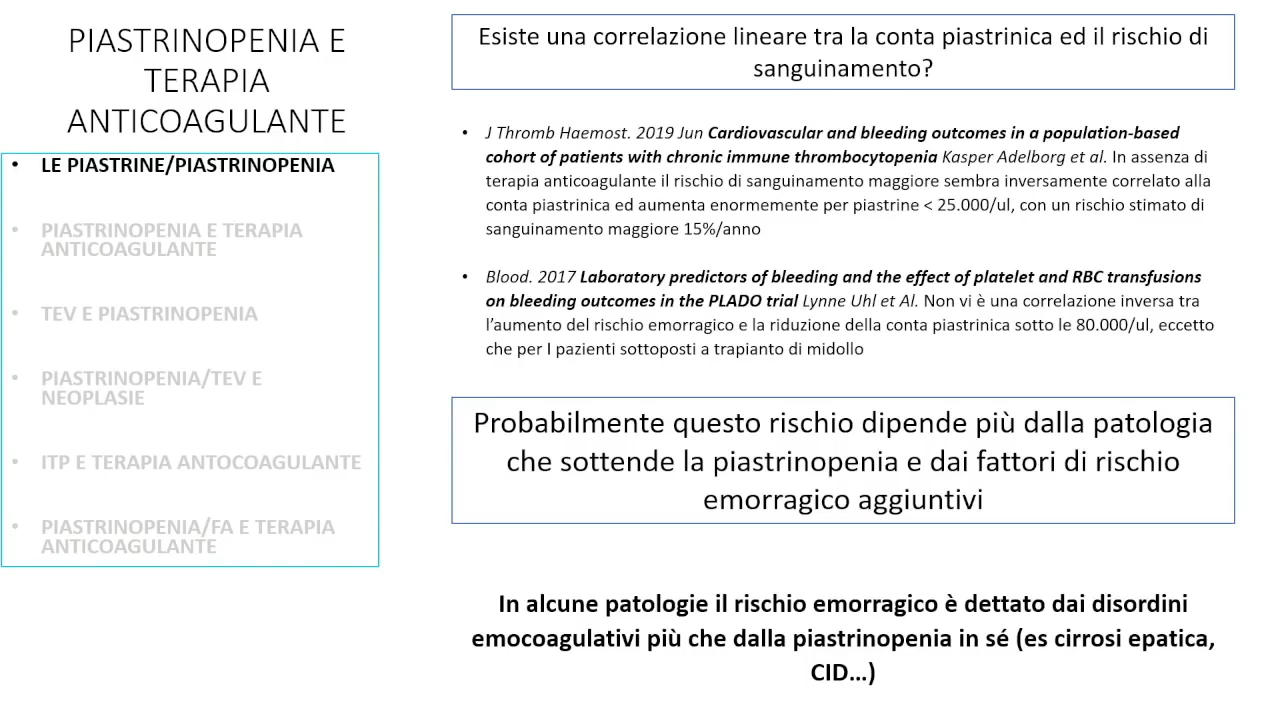 PIASTRINOPENIA E
TERAPIA
ANTICOAGULANTE
• LE PIASTRINE/PIASTRINOPENIA
• PIASTRINOPENIA E TERAPIA
ANTICOAGULANTE
• TEV E PIASTRINOPENIA
• PIASTRINOPENIA/TEV E
NEOPLASIE
• ITP E TERAPIA ANTOCOAGULANTE
• PIASTRINOPENIA/FA E TERAPIA
ANTICOAGULANTE
Esiste una correlazione lineare tra la conta piastrinica ed il rischio di
sanguinamento?
• J Thromb Haemost. 2019 Jun Cardiovascular and bleeding outcomes in a population-based
cohort of patients with chronic immune thrombocytopenia Kasper Adelborg et al. In assenza di
terapia anticoagulante il rischio di sanguinamento maggiore sembra inversamente correlato alla
conta piastrinica ed aumenta enormemente per piastrine < 25.000/ul, con un rischio stimato di
sanguinamento maggiore 15%/anno
• Blood. 2017 Laboratory predictors of bleeding and the effect of platelet and RBC transfusions
on bleeding outcomes in the PLADO trial Lynne Uhl et Al. Non vi è una correlazione inversa tra
l’aumento del rischio emorragico e la riduzione della conta piastrinica sotto le 80.000/ul, eccetto
che per I pazienti sottoposti a trapianto di midollo
Probabilmente questo rischio dipende più dalla patologia
che sottende la piastrinopenia e dai fattori di rischio
emorragico aggiuntivi
In alcune patologie il rischio emorragico è dettato dai disordini
emocoagulativi più che dalla piastrinopenia in sé (es cirrosi epatica,
CID…)